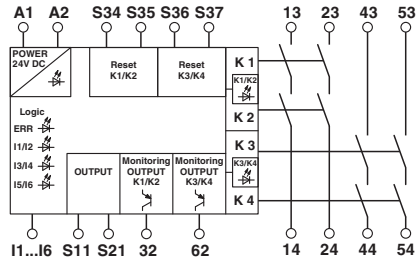 A1 A2 S34 S35 S36 S37 13 23 43 53
POWER
24V DC
Reset
K1/K2
Reset
K3/K4
K 1
K1/K2
K 2
Logic
ERR
I1/I2
I3/I4
I5/I6
K 3
K3/K4
K 4
OUTPUT
Monitoring
OUTPUT
K1/K2
Monitoring
OUTPUT
K3/K4
I1...I6 S11 S21 32 62 14 24 44 54